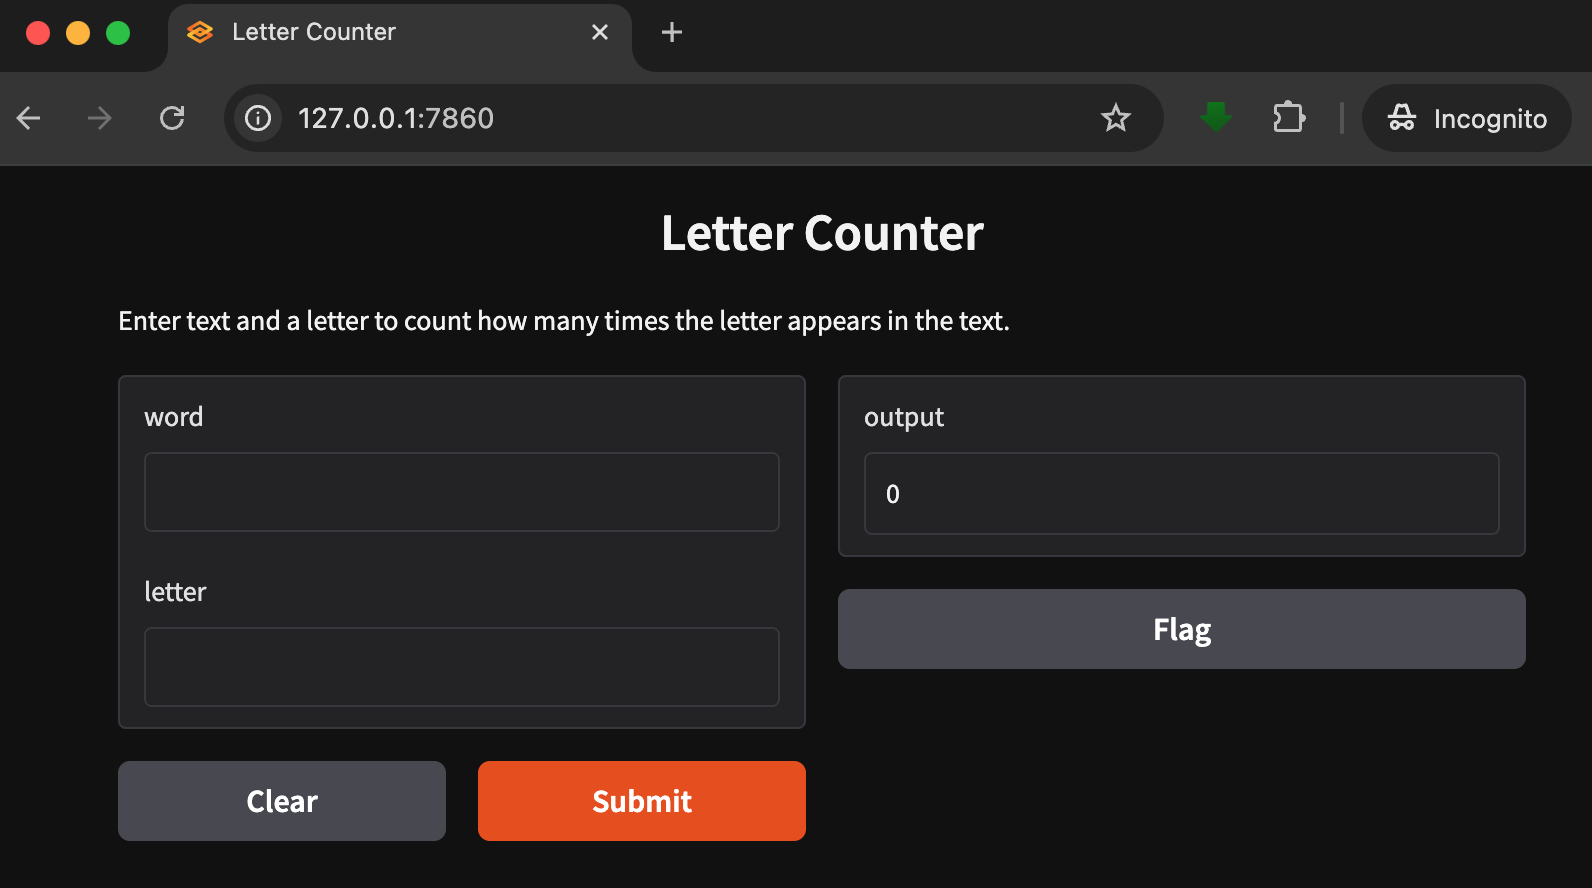 Letter Counter
127.0.0.1:7860
Incognito
Letter Counter
Enter text and a letter to count how many times the letter appears in the text.
word
letter
Clear
Submit
output
0
Flag